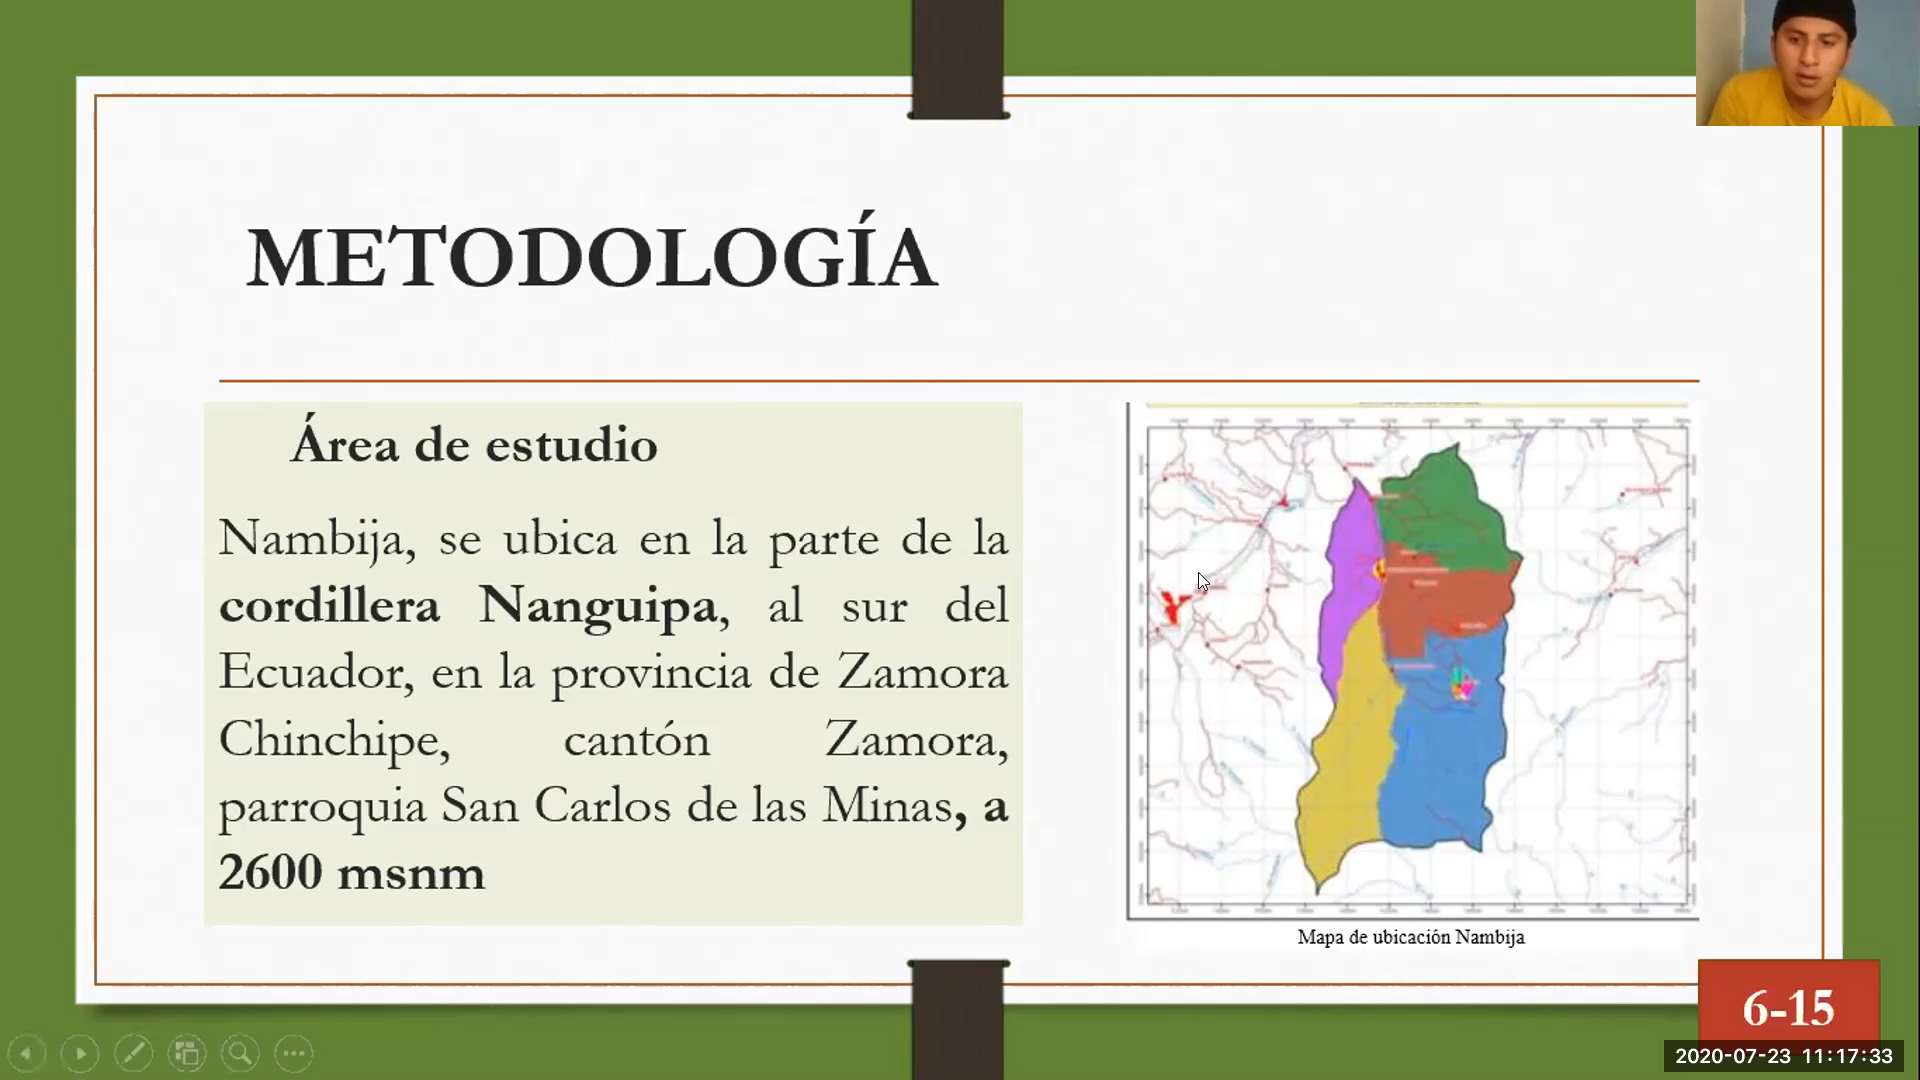 METODOLOGÍA
Área de estudio
Nambija, se ubica en la parte de la
cordillera Nanguipa, al sur del
Ecuador, en la provincia de Zamora
Chinchipe, cantón Zamora,
parroquia San Carlos de las Minas, a
2600 msnm
Mapa de ubicación Nambija
6-15
2020-07-23 11:17:33